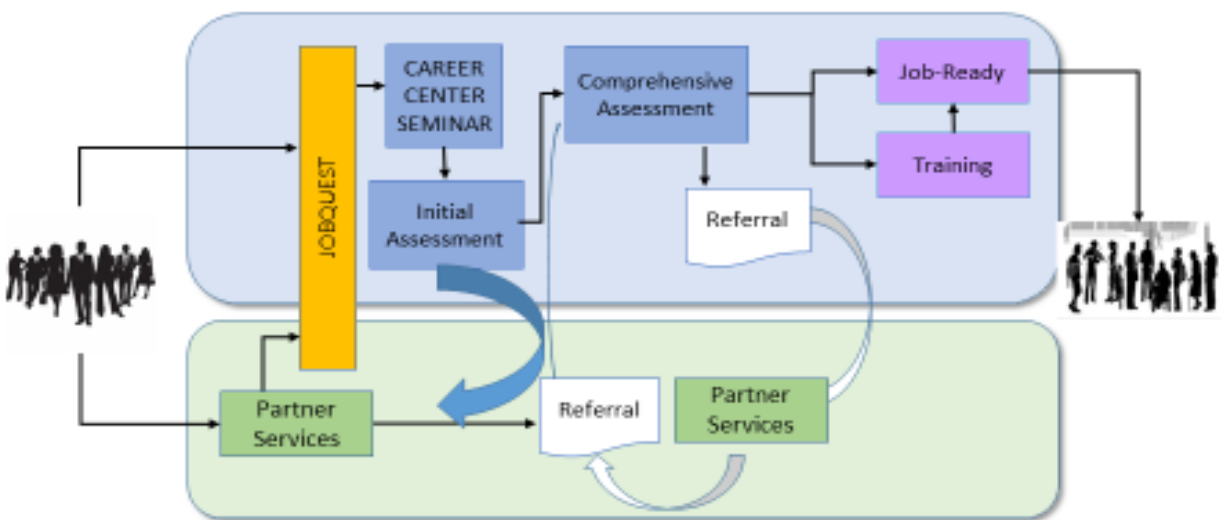 JOBQUEST
CAREER
CENTER
SEMINAR
Initial
Assessment
Comprehensive
Assessment
Job-Ready
Training
Referral
Partner
Services
Referral
Partner
Services